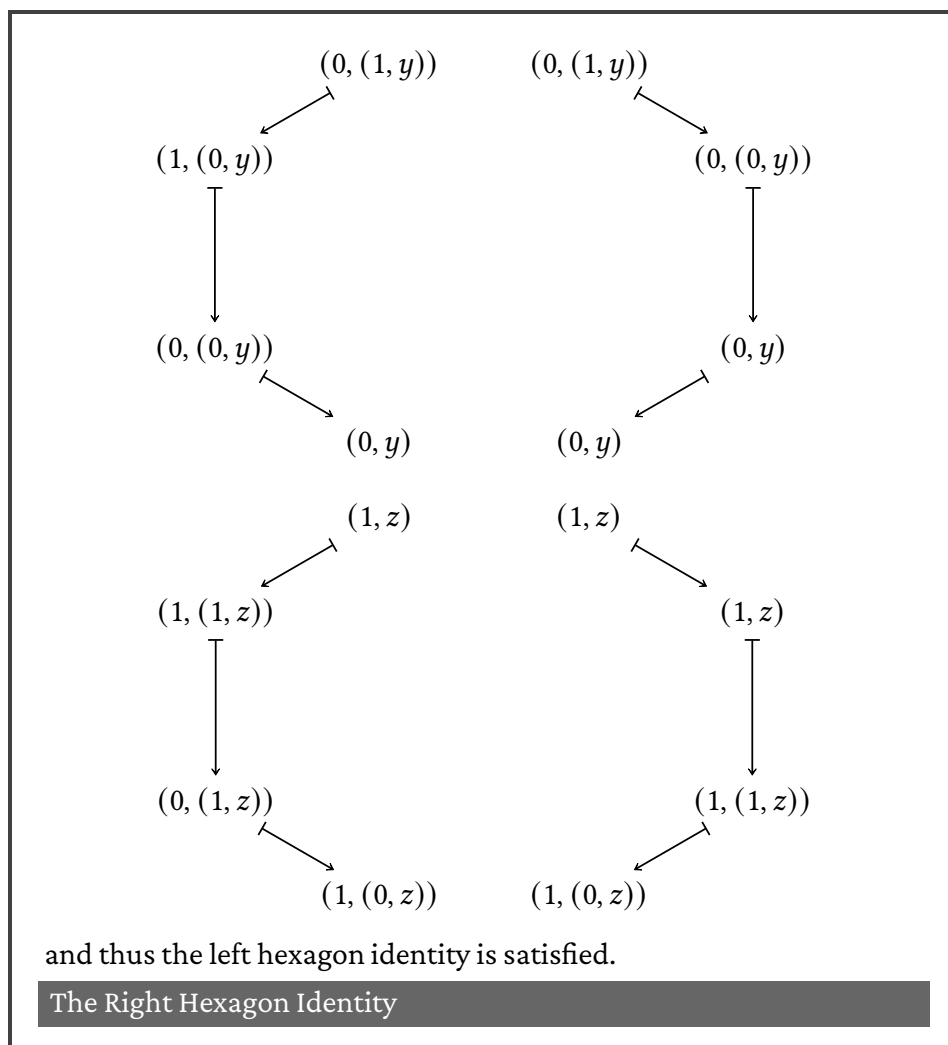 (0, (1, y)) (0, (1, y))
(1, (0, y)) (0, (0, y))
(0, (0, y)) (0, y)
(0, y) (0, y)
(1, z) (1, z)
(1, (1, z)) (1, z)
(0, (1, z)) (1, (1, z))
(1, (0, z)) (1, (0, z))
and thus the left hexagon identity is satisfied.
The Right Hexagon Identity